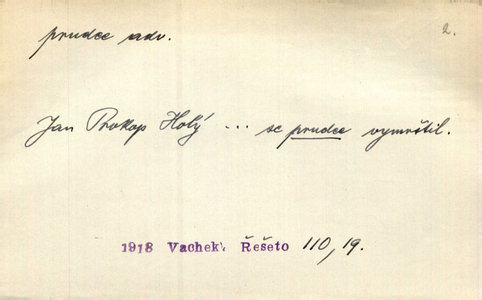 prudce adv.
2.
Jan Prokop Holý ... se prudce vymrštil.
1918 Vachek: Řešeto 110, 19.